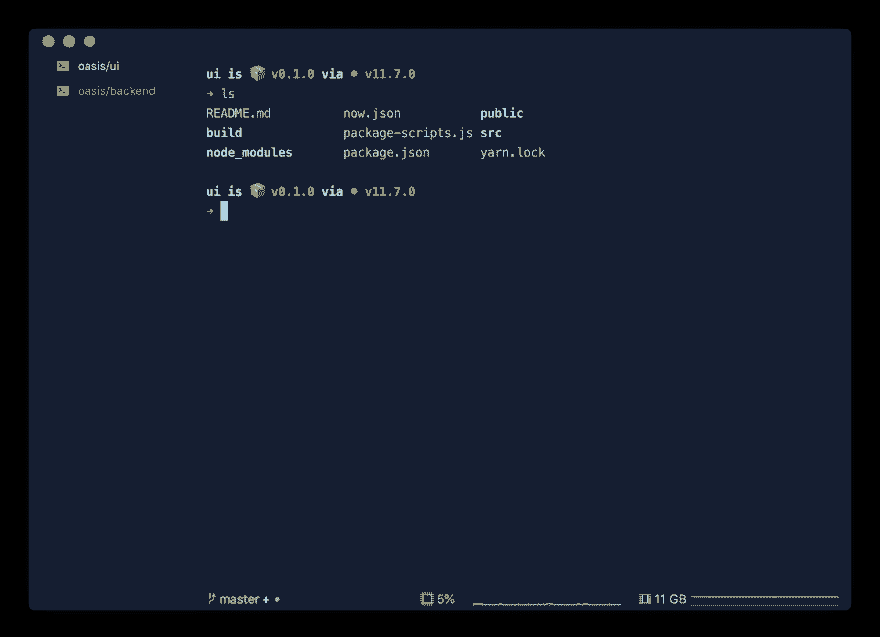 oasis/ui
oasis/backend
ui is 📦 v0.1.0 via ● v11.7.0
→ ls
README.md now.json public
build package-scripts.js src
node_modules package.json yarn.lock
ui is 📦 v0.1.0 via ● v11.7.0
→
master + •
5%
11 GB